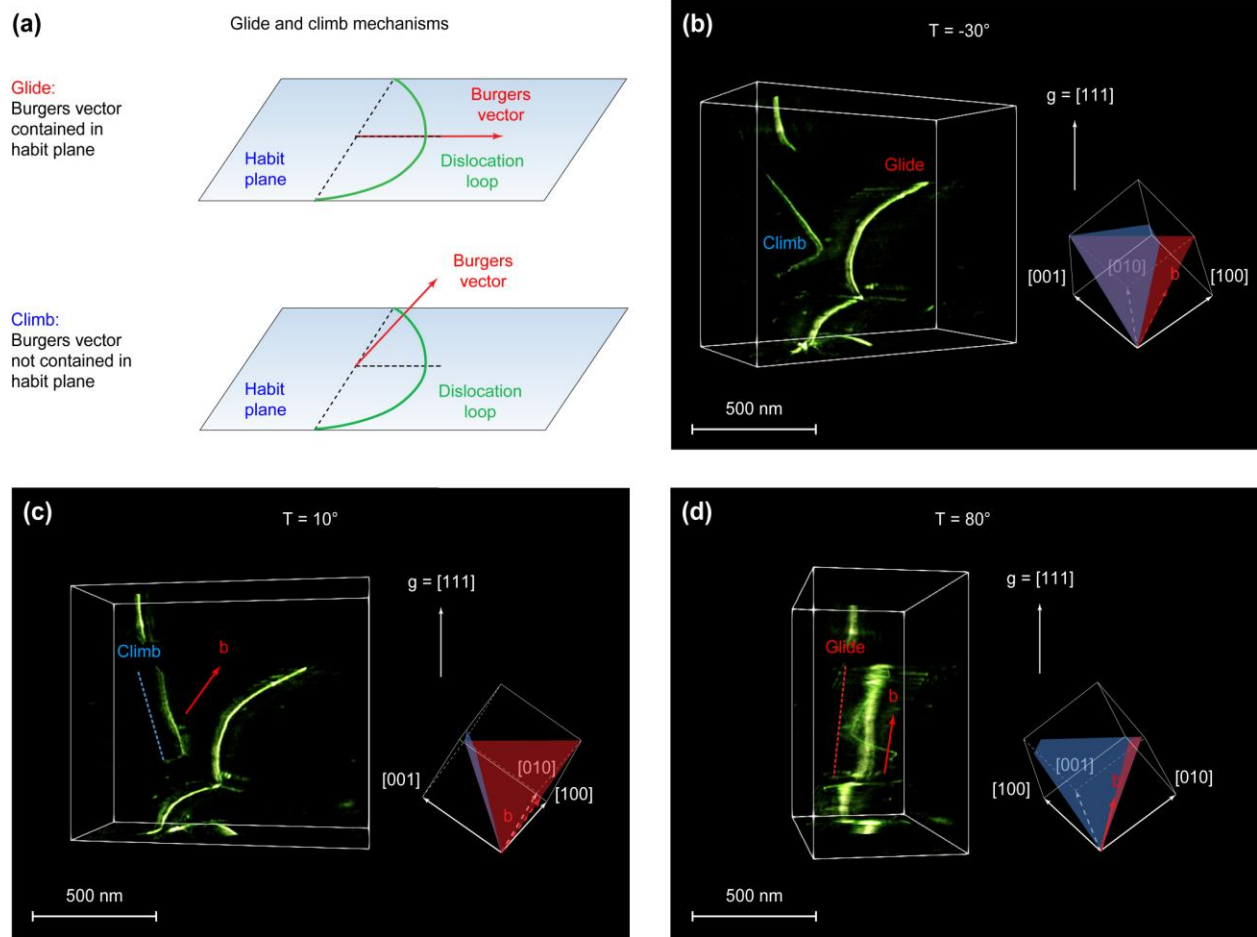 (a)
Glide and climb mechanisms
Glide:
Burgers vector
contained in
habit plane
Burgers
vector
Habit
plane
Dislocation
loop
Burgers
vector
Climb:
Burgers vector
not contained in
habit plane
Habit
plane
Dislocation
loop
(b)
T = -30°
g = [111]
Glide
Climb
[001]
[010]
b
[100]
500 nm
(c)
T = 10°
g = [111]
Climb
b
[001]
[010]
[100]
b
500 nm
(d)
T = 80°
g = [111]
Glide
b
[001]
[100]
[010]
b
500 nm